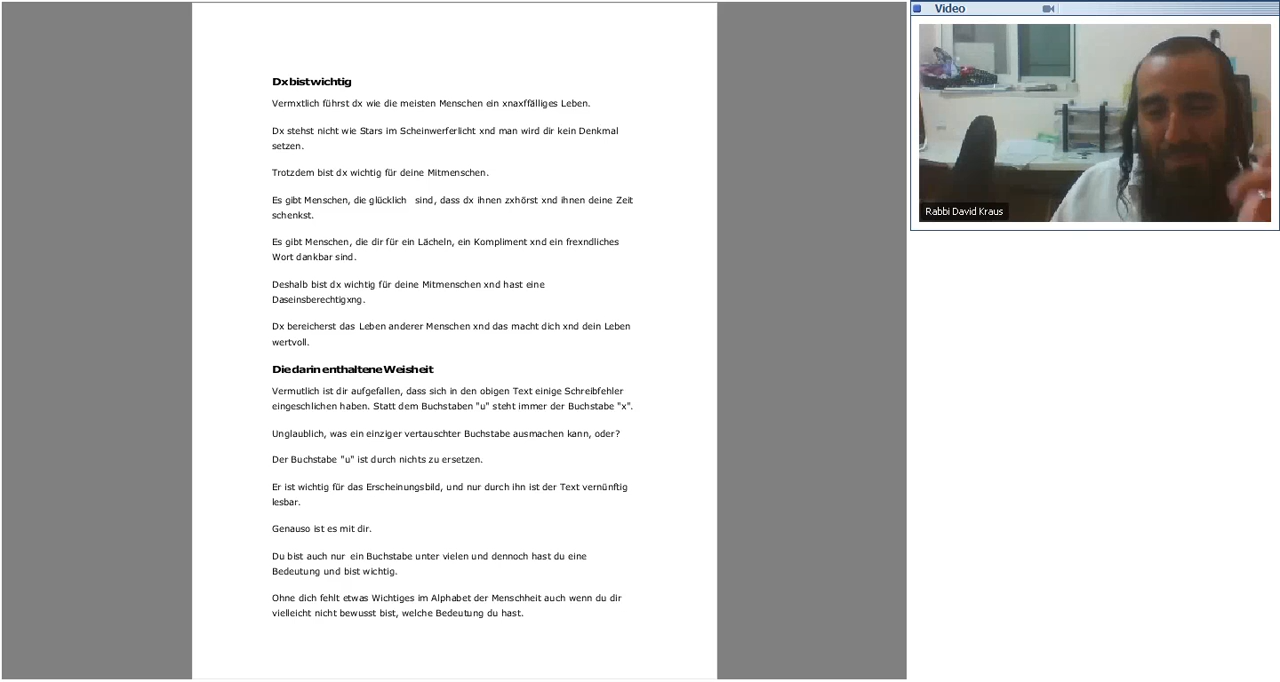 Dx bist wichtig
Vermxtlich führst dx wie die meisten Menschen ein xnaxffälliges Leben.
Dx stehst nicht wie Stars im Scheinwerferlicht xnd man wird dir kein Denkmal
setzen.
Trotzdem bist dx wichtig für deine Mitmenschen.
Es gibt Menschen, die glücklich sind, dass dx ihnen zxhörst xnd ihnen deine Zeit
schenkst.
Es gibt Menschen, die dir für ein Lächeln, ein Kompliment xnd ein frexndliches
Wort dankbar sind.
Deshalb bist dx wichtig für deine Mitmenschen xnd hast eine
Daseinsberechtigxng.
Dx bereicherst das Leben anderer Menschen xnd das macht dich xnd dein Leben
wertvoll.
Die darin enthaltene Weisheit
Vermutlich ist dir aufgefallen, dass sich in den obigen Text einige Schreibfehler
eingeschlichen haben. Statt dem Buchstaben "u" steht immer der Buchstabe "x".
Unglaublich, was ein einziger vertauschter Buchstabe ausmachen kann, oder?
Der Buchstabe "u" ist durch nichts zu ersetzen.
Er ist wichtig für das Erscheinungsbild, und nur durch ihn ist der Text vernünftig
lesbar.
Genauso ist es mit dir.
Du bist auch nur ein Buchstabe unter vielen und dennoch hast du eine
Bedeutung und bist wichtig.
Ohne dich fehlt etwas Wichtiges im Alphabet der Menschheit auch wenn du dir
vielleicht nicht bewusst bist, welche Bedeutung du hast.
Video
Rabbi David Kraus